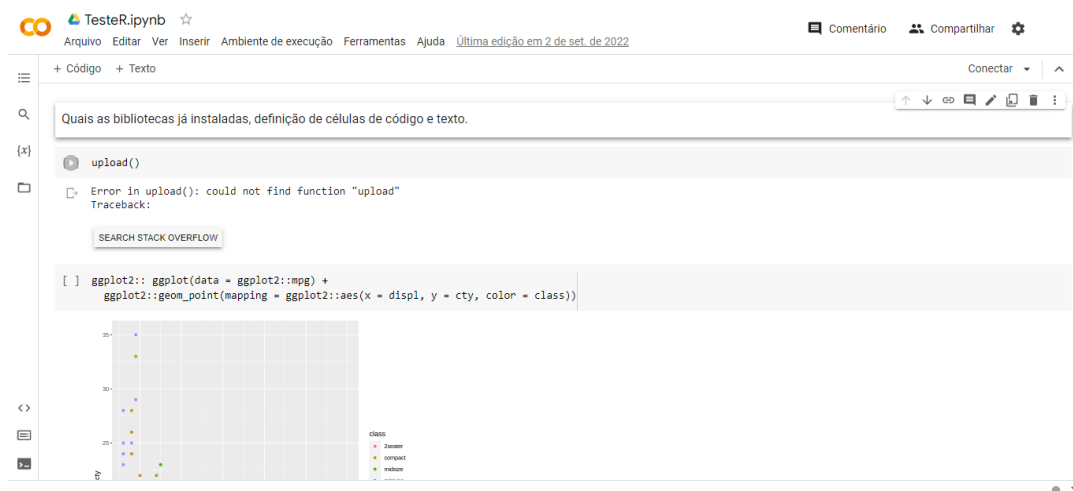 CO TesteR.ipynb
Comentário Compartilhar
Arquivo Editar Ver Inserir Ambiente de execução Ferramentas Ajuda Última edição em 2 de set. de 2022
+ Código + Texto Conectar
Quais as bibliotecas já instaladas, definição de células de código e texto.
{x}
upload()
Error in upload(): could not find function "upload"
Traceback:
SEARCH STACK OVERFLOW
[ ] ggplot2:: ggplot(data = ggplot2::mpg) +
ggplot2::geom_point(mapping = ggplot2::aes(x = displ, y = cty, color = class))
35
30
25
cty
class
2seater
compact
midsize